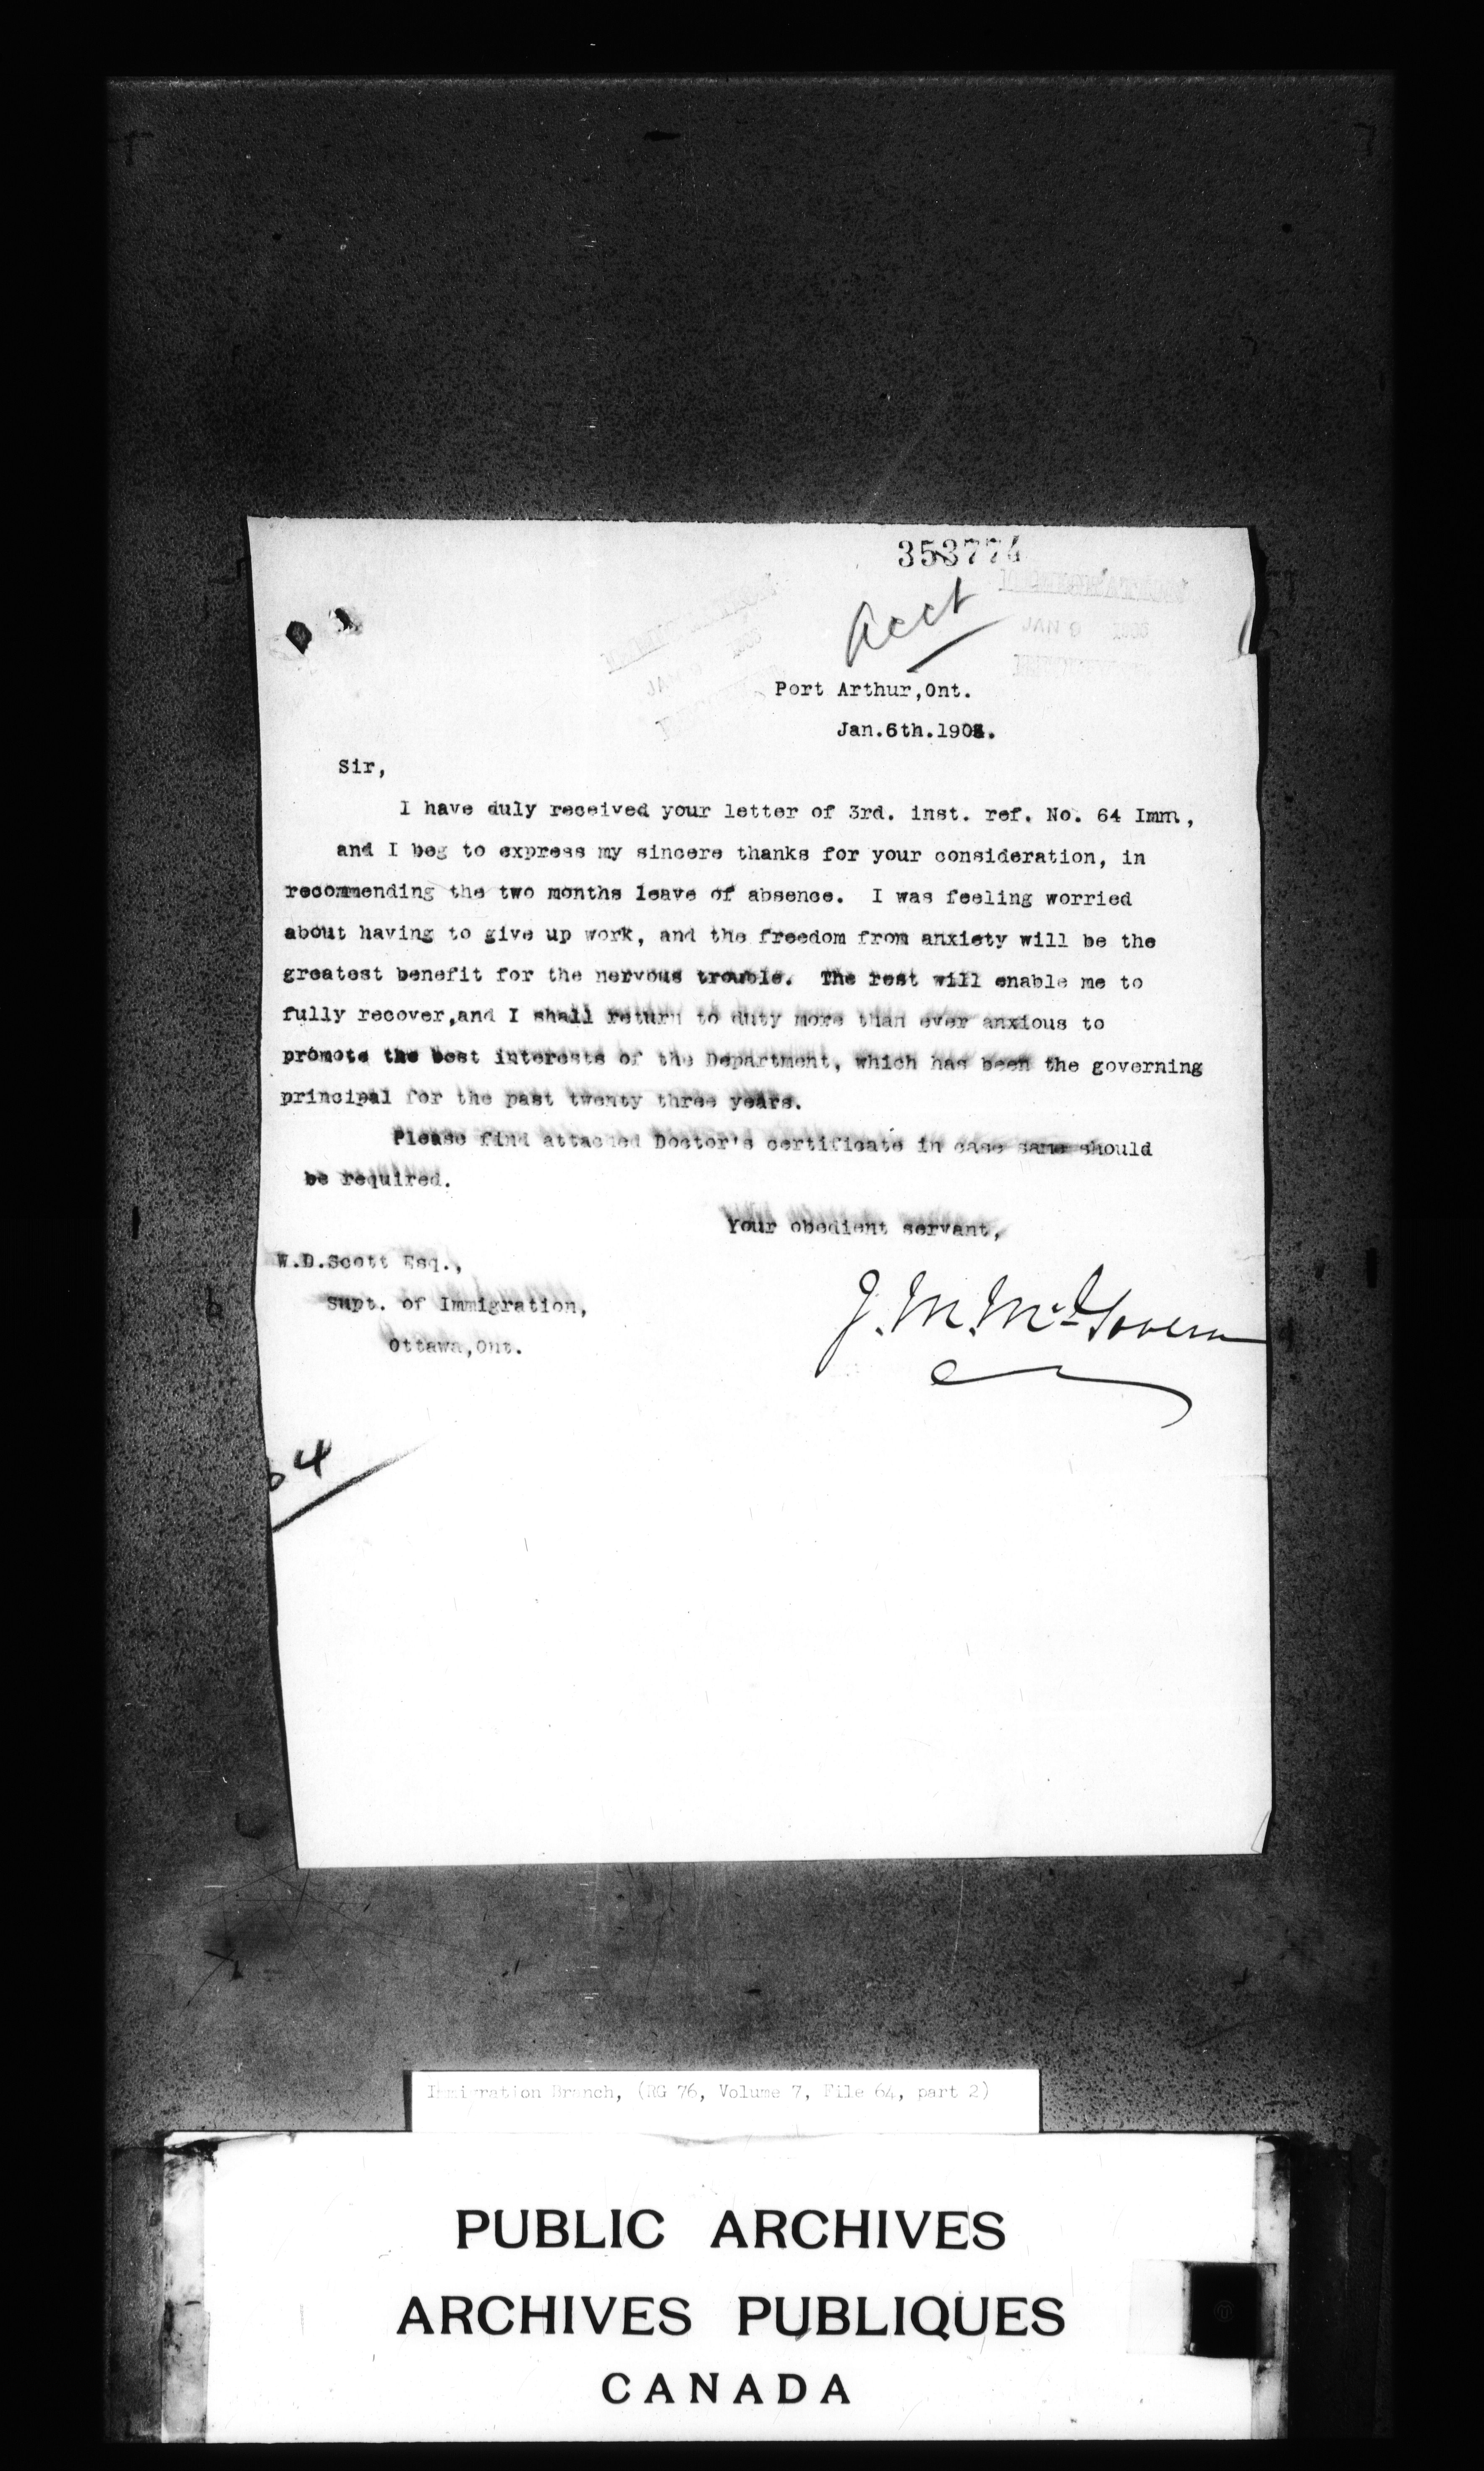 353774
Acct
Port Arthur,Ont.
Jan.6th.190
Sir,
I have duly received your letter of 3rd. inst. ref. No. 64 Imm.,
and I beg to express my sincere thanks for your consideration, in
recommending the two months leave of absence. I was feeling worried
about having to give up work, and the freedom from anxiety will be the
greatest benefit for the nervous trouble. The rest will enable me to
fully recover,and I shall return to duty more than ever anxious to
promote the best interests of the Department, which has been the governing
principal for the past twenty three years.
Please find attached Doctor's certificate in case same should
be required.
Your obedient servant,
W.D.Scott Esq.,
Supt. of Immigration,
Ottawa,Ont.
J. M. McGovern
64
Immigration Branch, (RG 76, Volume 7, File 64, part 2)
PUBLIC ARCHIVES
ARCHIVES PUBLIQUES
CANADA